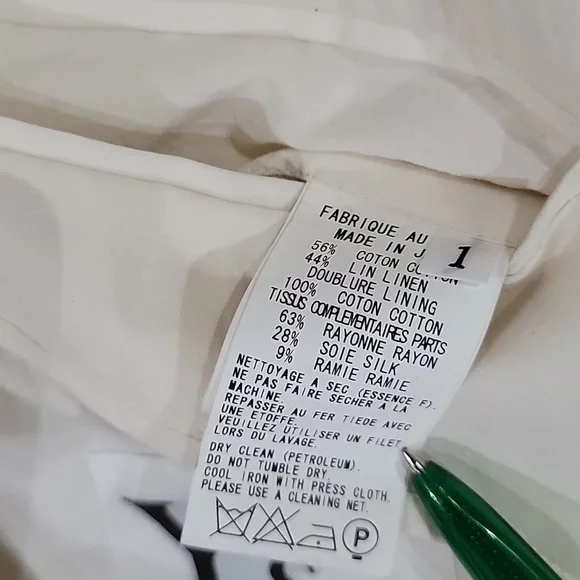 FABRIQUE AU
MADE IN J
1
56% COTON
44% LIN LINEN
DOUBLURE LINING
100% COTON COTTON
TISSUS COMPLEMENTAIRES PARTS
63% RAYONNE RAYON
28% SOIE SILK
9% RAMIE RAMIE
NETTOYAGE A SEC (ESSENCE F).
NE PAS FAIRE SECHER A LA
MACHINE.
REPASSER AU FER TIEDE AVEC
UNE ETOFFE.
VEUILLEZ UTILISER UN FILET
LORS DU LAVAGE.
DRY CLEAN (PETROLEUM).
DO NOT TUMBLE DRY.
COOL IRON WITH PRESS CLOTH.
PLEASE USE A CLEANING NET.
P